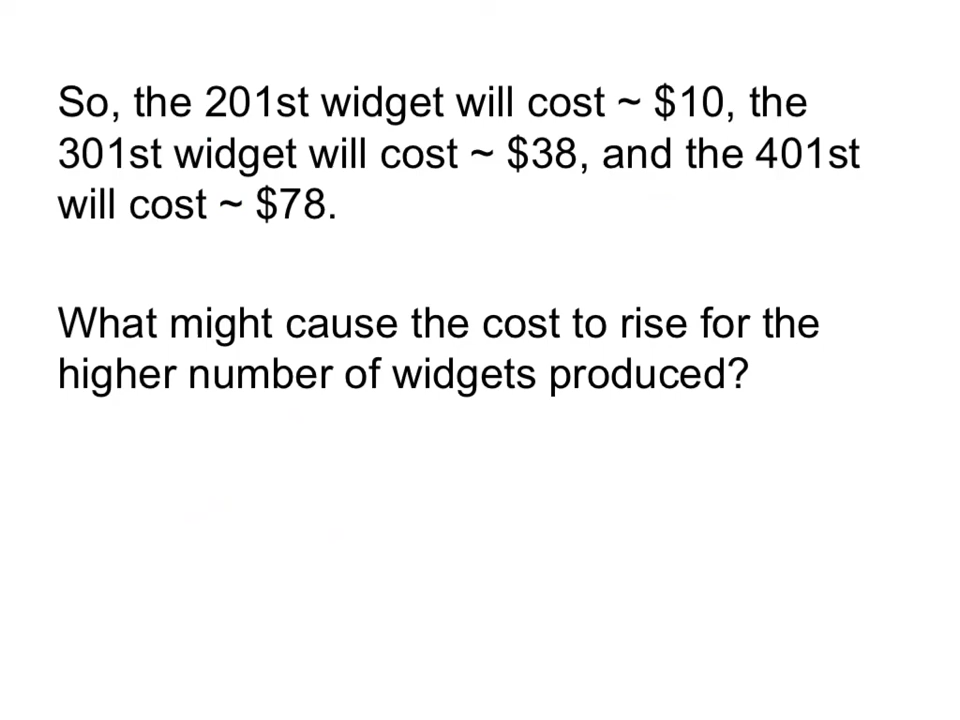 So, the 201st widget will cost ~ $10, the
301st widget will cost ~ $38, and the 401st
will cost ~ $78.
What might cause the cost to rise for the
higher number of widgets produced?